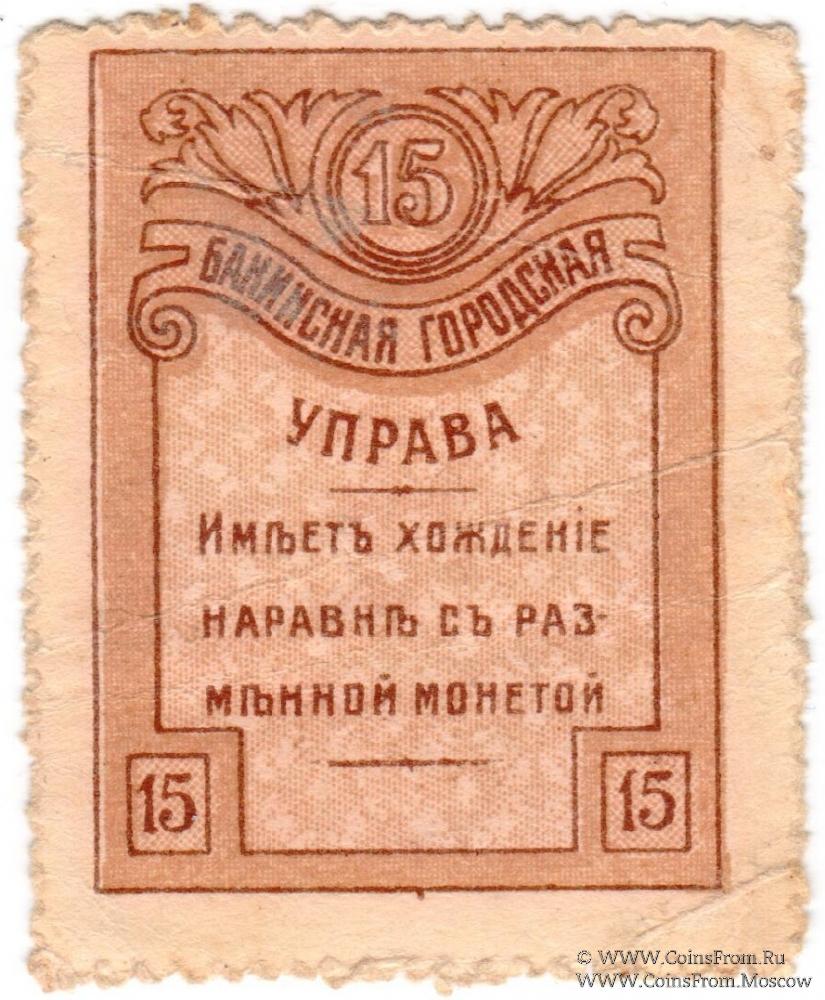 15
БАКИНСКАЯ ГОРОДСКАЯ
УПРАВА
ИМѢЕТЪ ХОЖДЕНІЕ
НАРАВНѢ СЪ РАЗ-
МѢННОЙ МОНЕТОЙ
15 15
www.CoinsFrom.Ru
www.CoinsFrom.Moscow